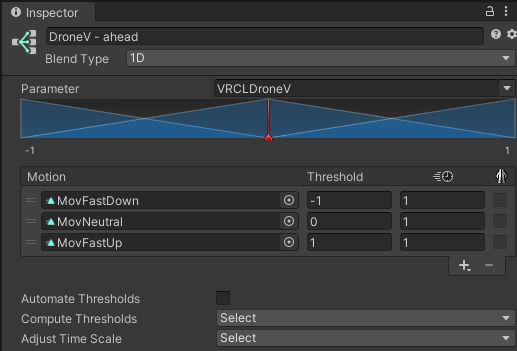 Inspector
DroneV - ahead
Blend Type 1D
Parameter VRCLDroneV
-1 1
Motion Threshold
MovFastDown -1 1
MovNeutral 0 1
MovFastUp 1 1
+ -
Automate Thresholds
Compute Thresholds Select
Adjust Time Scale Select